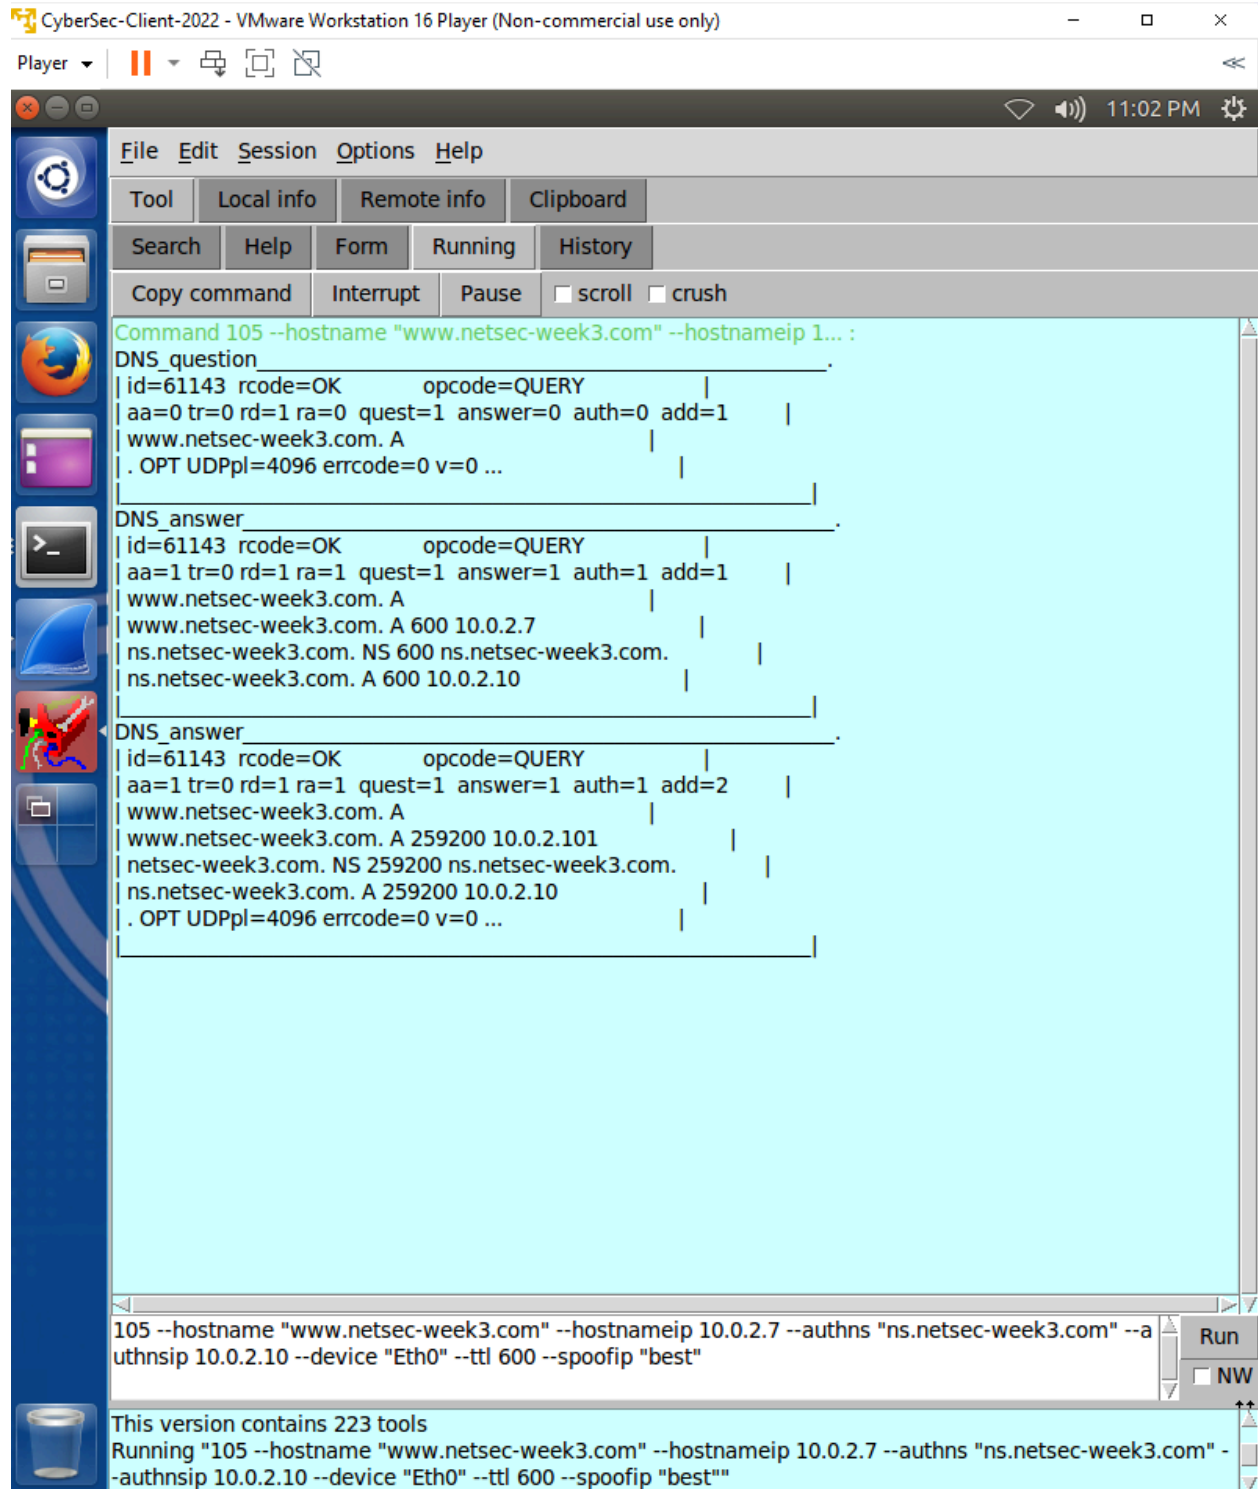 CyberSec-Client-2022 - VMware Workstation 16 Player (Non-commercial use only)
Player
11:02 PM
File Edit Session Options Help
Tool Local info Remote info Clipboard
Search Help Form Running History
Copy command Interrupt Pause scroll crush
Command 105 --hostname "www.netsec-week3.com" --hostnameip 1... :
DNS_question_______________________________________________.
| id=61143 rcode=OK opcode=QUERY |
| aa=0 tr=0 rd=1 ra=0 quest=1 answer=0 auth=0 add=1 |
| www.netsec-week3.com. A |
| . OPT UDPpl=4096 errcode=0 v=0 ... |
|_________________________________________________________|
DNS_answer_________________________________________________.
| id=61143 rcode=OK opcode=QUERY |
| aa=1 tr=0 rd=1 ra=1 quest=1 answer=1 auth=1 add=1 |
| www.netsec-week3.com. A |
| www.netsec-week3.com. A 600 10.0.2.7 |
| ns.netsec-week3.com. NS 600 ns.netsec-week3.com. |
| ns.netsec-week3.com. A 600 10.0.2.10 |
|_________________________________________________________|
DNS_answer_________________________________________________.
| id=61143 rcode=OK opcode=QUERY |
| aa=1 tr=0 rd=1 ra=1 quest=1 answer=1 auth=1 add=2 |
| www.netsec-week3.com. A |
| www.netsec-week3.com. A 259200 10.0.2.101 |
| netsec-week3.com. NS 259200 ns.netsec-week3.com. |
| ns.netsec-week3.com. A 259200 10.0.2.10 |
| . OPT UDPpl=4096 errcode=0 v=0 ... |
|_________________________________________________________|
105 --hostname "www.netsec-week3.com" --hostnameip 10.0.2.7 --authns "ns.netsec-week3.com" --a
uthnsip 10.0.2.10 --device "Eth0" --ttl 600 --spoofip "best"
Run
NW
This version contains 223 tools
Running "105 --hostname "www.netsec-week3.com" --hostnameip 10.0.2.7 --authns "ns.netsec-week3.com" -
-authnsip 10.0.2.10 --device "Eth0" --ttl 600 --spoofip "best""